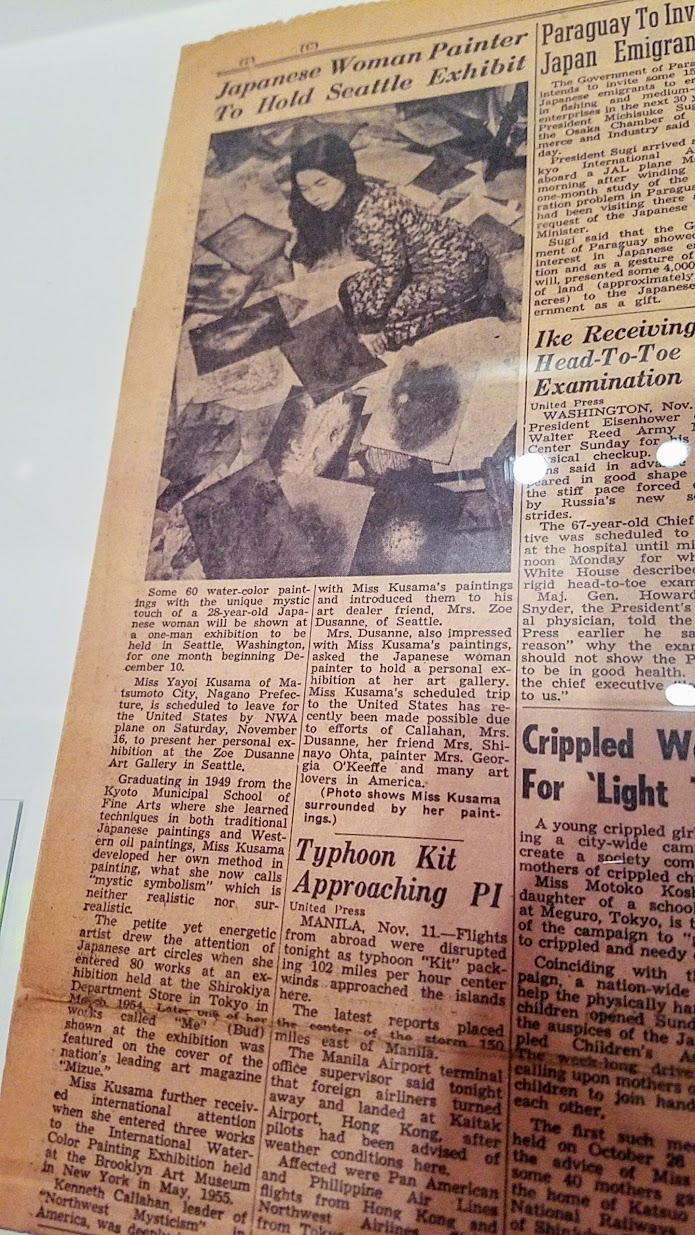 Japanese Woman Painter
To Hold Seattle Exhibit
Some 60 water-color paint-
ings with the unique mystic
touch of a 28-year-old Japa-
nese woman will be shown at
a one-man exhibition to be
held in Seattle, Washington,
for one month beginning De-
cember 10.
Miss Yayoi Kusama of Ma-
tsumoto City, Nagano Prefec-
ture, is scheduled to leave for
the United States by NWA
plane on Saturday, November
16, to present her personal ex-
hibition at the Zoe Dusanne
Art Gallery in Seattle.
Graduating in 1949 from the
Kyoto Municipal School of
Fine Arts where she learned
techniques in both traditional
Japanese paintings and West-
ern oil paintings, Miss Kusama
developed her own method in
painting, what she now calls
"mystic symbolism" which is
neither realistic nor sur-
realistic.
The petite yet energetic
artist drew the attention of
Japanese art circles when she
entered 80 works at an ex-
hibition held at the Shirokiya
Department Store in Tokyo in
March, 1954. Later one of her
works called "Me" (Bud)
shown at the exhibition was
featured on the cover of the
nation's leading art magazine
"Mizue."
Miss Kusama further receiv-
ed international attention
when she entered three works
to the International Water-
Color Painting Exhibition held
at the Brooklyn Art Museum
in New York in May, 1955.
Kenneth Callahan, leader of
"Northwest Mysticism" in
America, was
with Miss Kusama's paintings
and introduced them to his
art dealer friend, Mrs. Zoe
Dusanne, of Seattle.
Mrs. Dusanne, also impressed
with Miss Kusama's paintings,
asked the Japanese woman
painter to hold a personal ex-
hibition at her art gallery.
Miss Kusama's scheduled trip
to the United States has re-
cently been made possible due
to efforts of Callahan, Mrs.
Dusanne, her friend Mrs. Shi-
nayo Ohta, painter Mrs. Geor-
gia O'Keeffe and many art
lovers in America.
(Photo shows Miss Kusama
surrounded by her paint-
ings.)
Typhoon Kit
Approaching PI
United Press
MANILA, Nov. 11.—Flights
from abroad were disrupted
tonight as typhoon "Kit" pack-
ing 102 miles per hour center
winds approached the islands
here.
The latest reports placed
the center of the storm 150
miles east of Manila.
The Manila Airport terminal
office supervisor said tonight
that foreign airliners turned
away and landed at Kaitak
Airport, Hong Kong, after
pilots had been advised of
weather conditions here.
Affected were Pan American
and Philippine Air Lines
flights from Hong Kong and
Northwest Airlines
from
Paraguay To Inv
Japan Emigran
The Government of Para
intends to invite some 15
Japanese emigrants to en
in fishing and medium-
enterprises in the next 30 y
President Michisuke Sug
the Osaka Chamber of
merce and Industry said
day.
President Sugi arrived a
kyo International A
aboard a JAL plane M
morning after winding
one-month study of the
ration problem in Paragu
had been visiting there a
request of the Japanese
Minister.
Sugi said that the G
ment of Paraguay showed
interest in Japanese e
tion and as a gesture of
will, presented some 4,000
of land (approximately
acres) to the Japanese
ernment as a gift.
Ike Receiving
Head-To-Toe
Examination
United Press
WASHINGTON, Nov.
President Eisenhower
Walter Reed Army
Center Sunday for his
sical checkup.
ns said in advance
peared in good shape
the stiff pace forced
by Russia's new s
strides.
The 67-year-old Chief
tive was scheduled to
at the hospital until mi
noon Monday for wh
White House described
rigid head-to-toe exam
Maj. Gen. Howard
Snyder, the President's
al physician, told the
Press earlier he sa
reason" why the exam
should not show the P
to be in good health.
the chief executive
to us."
Crippled W
For 'Light
A young crippled gir
ing a city-wide cam
create a society com
mothers of crippled ch
Miss Motoko Kosh
daughter of a school
at Meguro, Tokyo, is t
of the campaign to
to crippled and needy
Coinciding with t
paign, a nation-wide
help the physically ha
children opened Sund
the auspices of the Ja
pled Children's As
The week-long drive
calling upon mothers
children to join hand
each other.
The first such mee
held on October 26
the advice of Miss
some 40 mothers ga
the home of Katsuo
National Railways